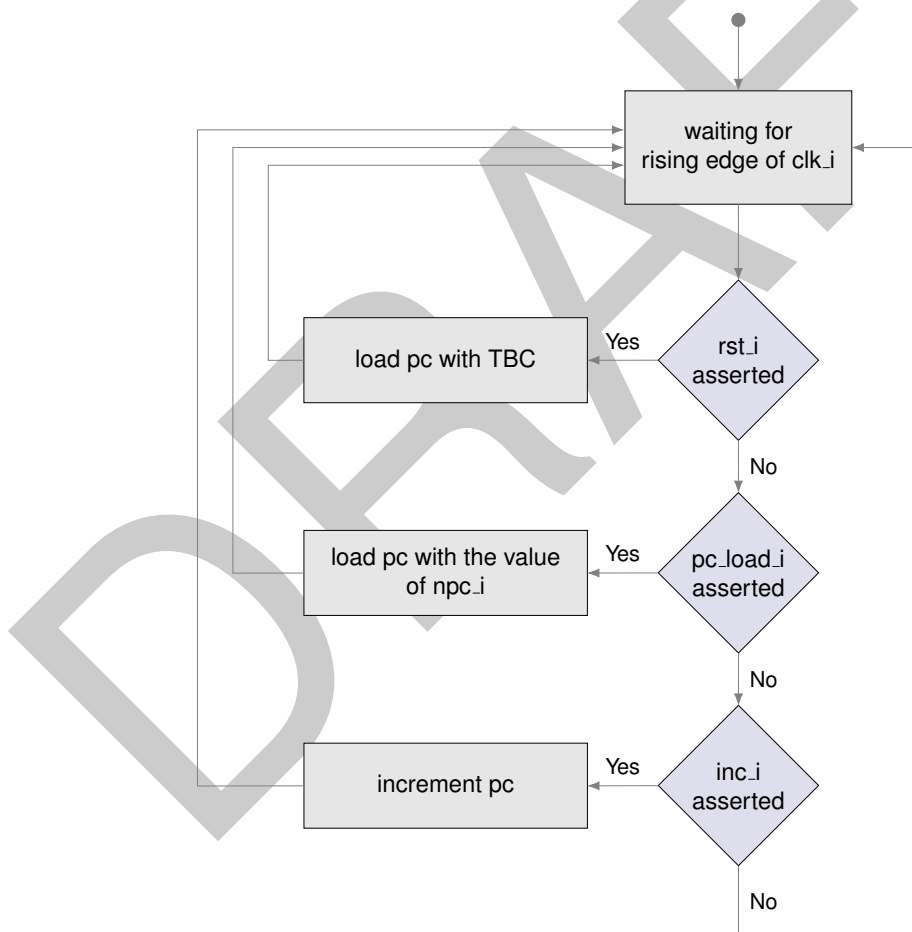 waiting for
rising edge of clk_i
rst_i
asserted
Yes
load pc with TBC
No
pc_load_i
asserted
Yes
load pc with the value
of npc_i
No
inc_i
asserted
Yes
increment pc
No
DRAF